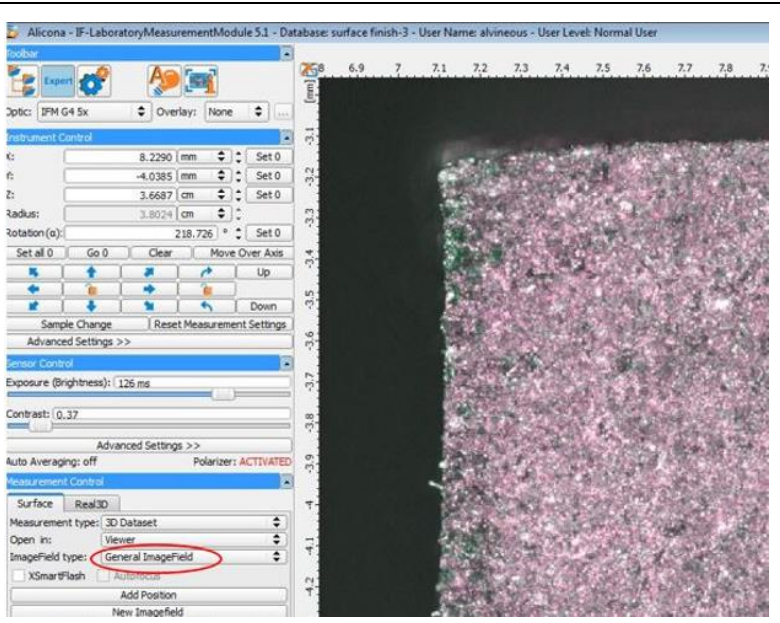 Alicona - IF-LaboratoryMeasurementModule 5.1 - Database: surface finish-3 - User Name: alvineous - User Level: Normal User
Toolbar
Expert
Optic: IFM G4 5x Overlay: None ...
Instrument Control
X: 8.2290 mm Set 0
Y: -4.0385 mm Set 0
Z: 3.6687 cm Set 0
Radius: 3.8024 cm
Rotation (α): 218.726 ° Set 0
Set all 0 Go 0 Clear Move Over Axis
Up
Down
Sample Change Reset Measurement Settings
Advanced Settings >>
Sensor Control
Exposure (Brightness): 126 ms
Contrast: 0.37
Advanced Settings >>
Auto Averaging: off Polarizer: ACTIVATED
Measurement Control
Surface Real3D
Measurement type: 3D Dataset
Open in: Viewer
ImageField type: General ImageField
XSmartFlash Autofocus
Add Position
New Imagefield
8 6.9 7 7.1 7.2 7.3 7.4 7.5 7.6 7.7 7.8 7.9
[mm]
-3.1
-3.2
-3.3
-3.4
-3.5
-3.6
-3.7
-3.8
-3.9
-4
-4.1
-4.2